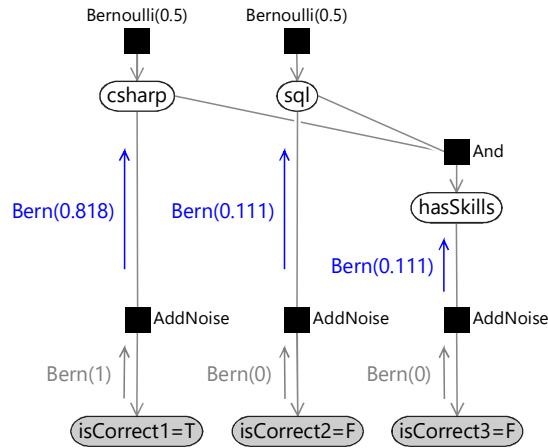 Bernoulli(0.5) Bernoulli(0.5)
csharp sql
And
Bern(0.818) Bern(0.111) hasSkills
Bern(0.111)
AddNoise AddNoise AddNoise
Bern(1) Bern(0) Bern(0)
isCorrect1=T isCorrect2=F isCorrect3=F